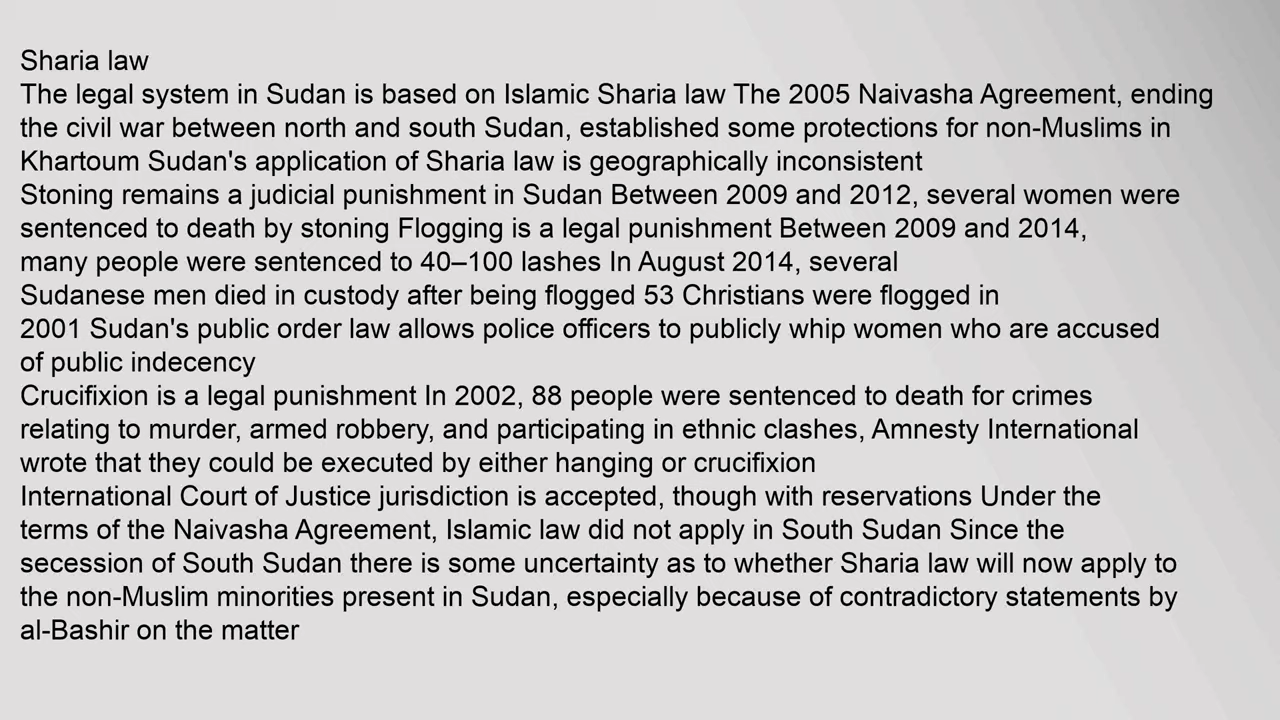 Sharia law
The legal system in Sudan is based on Islamic Sharia law The 2005 Naivasha Agreement, ending
the civil war between north and south Sudan, established some protections for non-Muslims in
Khartoum Sudan's application of Sharia law is geographically inconsistent
Stoning remains a judicial punishment in Sudan Between 2009 and 2012, several women were
sentenced to death by stoning Flogging is a legal punishment Between 2009 and 2014,
many people were sentenced to 40–100 lashes In August 2014, several
Sudanese men died in custody after being flogged 53 Christians were flogged in
2001 Sudan's public order law allows police officers to publicly whip women who are accused
of public indecency
Crucifixion is a legal punishment In 2002, 88 people were sentenced to death for crimes
relating to murder, armed robbery, and participating in ethnic clashes, Amnesty International
wrote that they could be executed by either hanging or crucifixion
International Court of Justice jurisdiction is accepted, though with reservations Under the
terms of the Naivasha Agreement, Islamic law did not apply in South Sudan Since the
secession of South Sudan there is some uncertainty as to whether Sharia law will now apply to
the non-Muslim minorities present in Sudan, especially because of contradictory statements by
al-Bashir on the matter